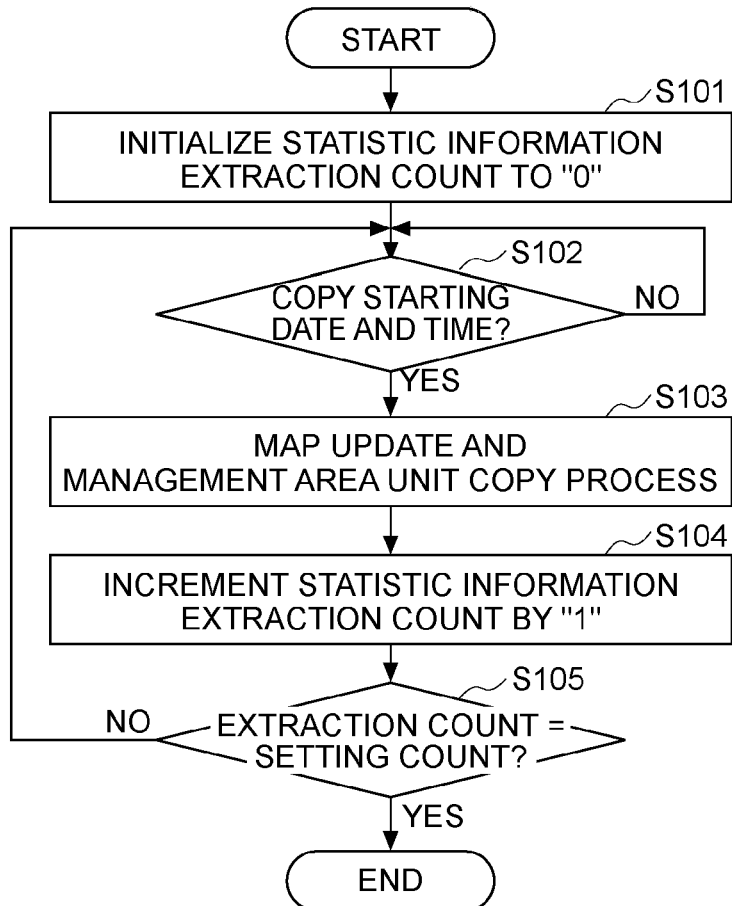 START
S101
INITIALIZE STATISTIC INFORMATION
EXTRACTION COUNT TO "0"
S102
COPY STARTING
DATE AND TIME?
NO
YES
S103
MAP UPDATE AND
MANAGEMENT AREA UNIT COPY PROCESS
S104
INCREMENT STATISTIC INFORMATION
EXTRACTION COUNT BY "1"
S105
NO
EXTRACTION COUNT =
SETTING COUNT?
YES
END